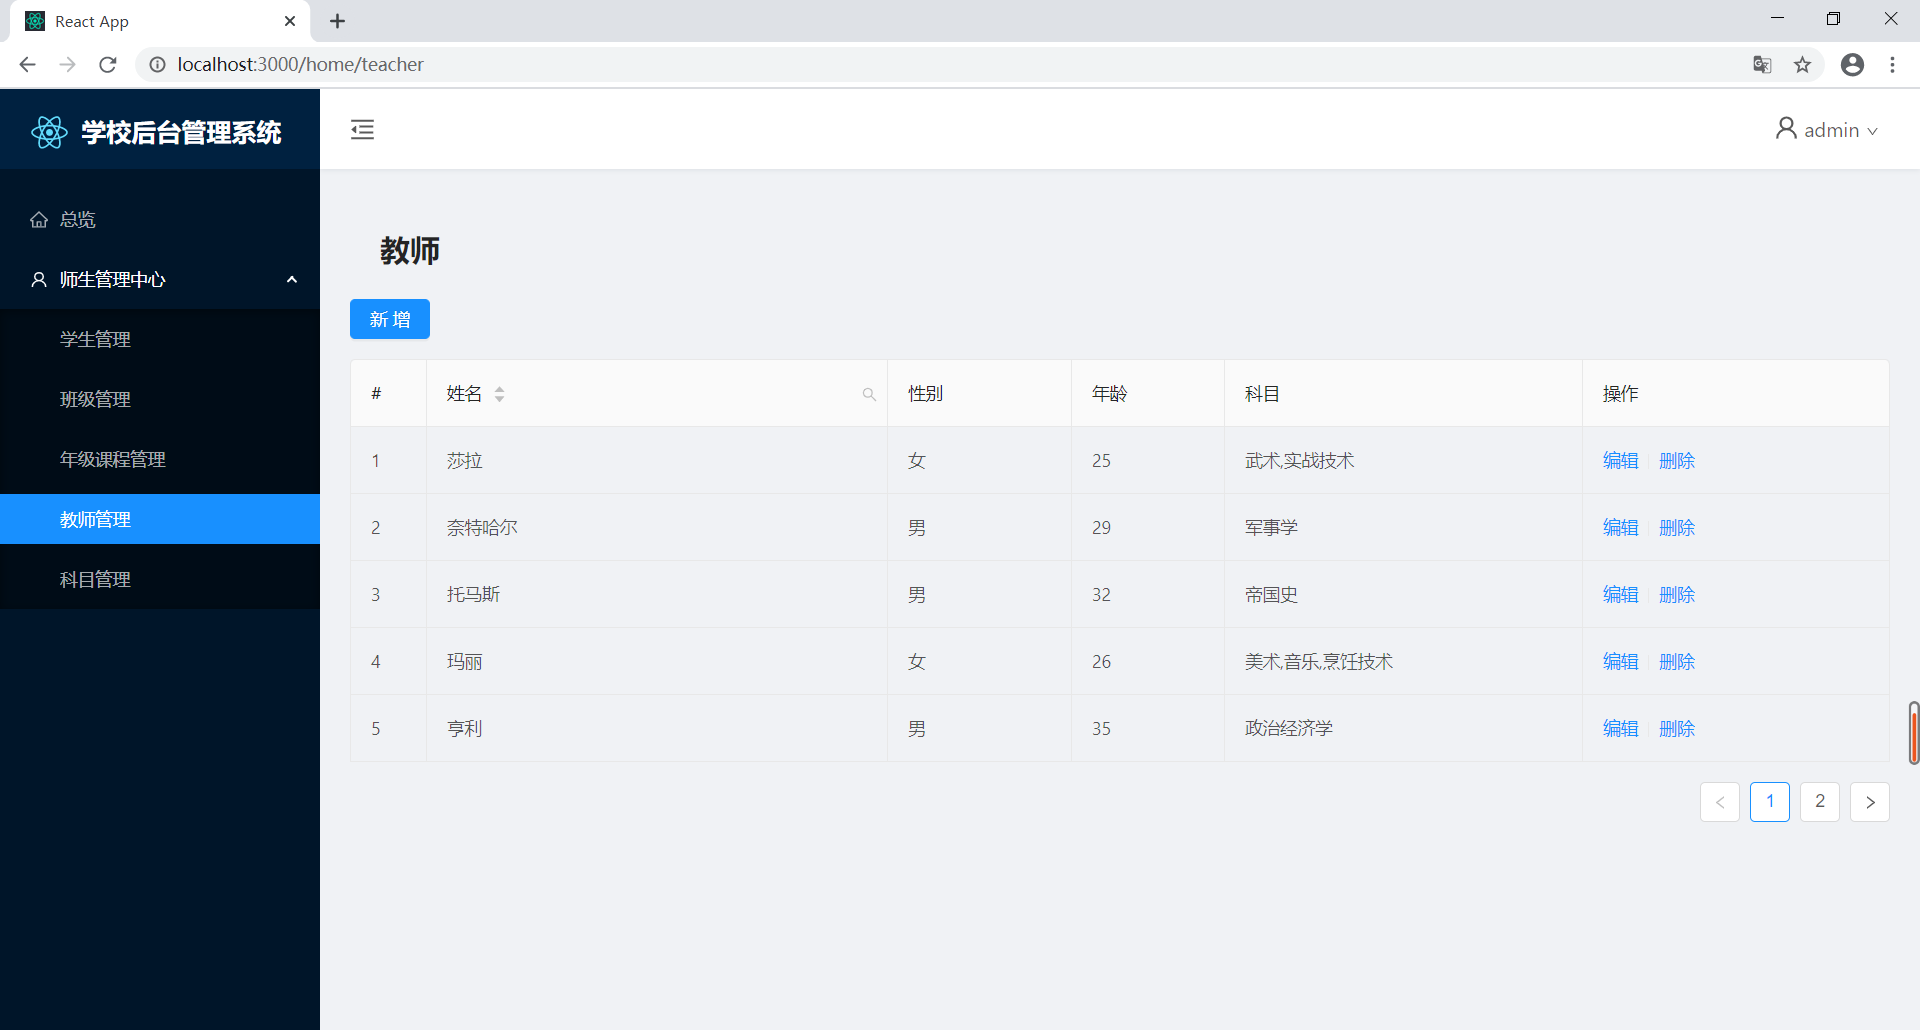 React App
localhost:3000/home/teacher
学校后台管理系统
admin
总览
师生管理中心
学生管理
班级管理
年级课程管理
教师管理
科目管理
教师
新 增
# 姓名 性别 年龄 科目 操作
1 莎拉 女 25 武术,实战技术 编辑 删除
2 奈特哈尔 男 29 军事学 编辑 删除
3 托马斯 男 32 帝国史 编辑 删除
4 玛丽 女 26 美术,音乐,烹饪技术 编辑 删除
5 亨利 男 35 政治经济学 编辑 删除
1 2